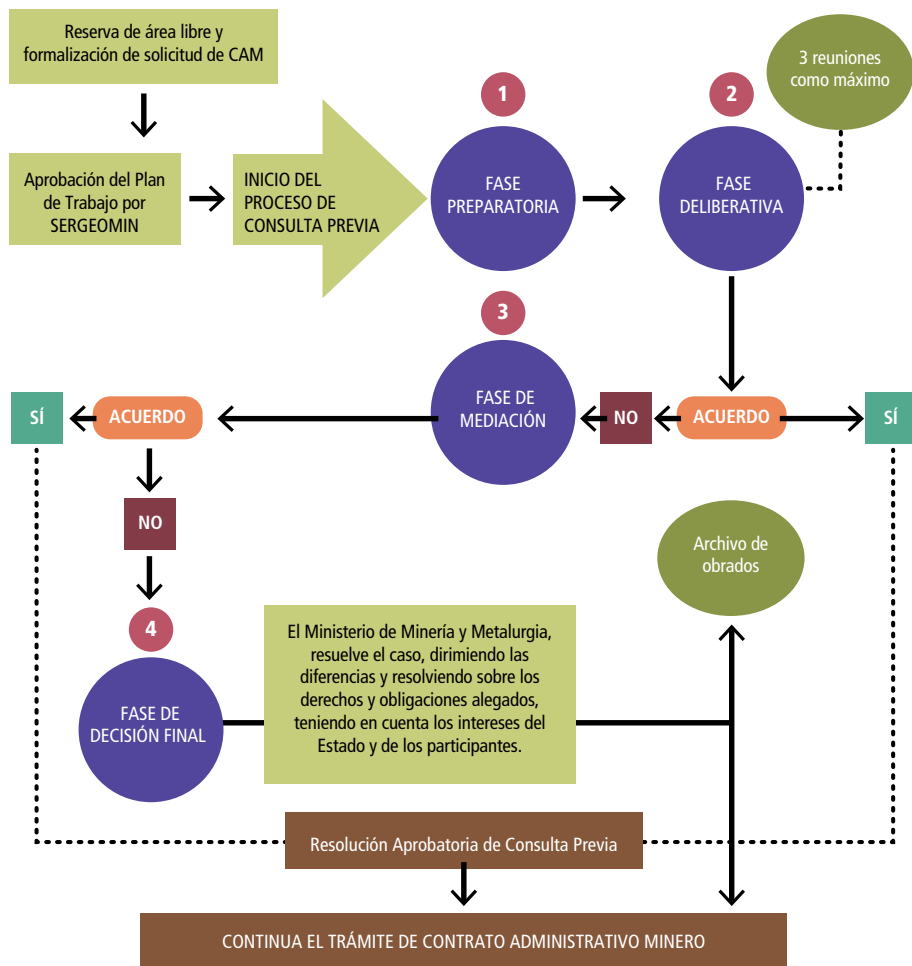 Reserva de área libre y
formalización de solicitud de CAM
Aprobación del Plan
de Trabajo por
SERGEOMIN
INICIO DEL
PROCESO DE
CONSULTA PREVIA
1
FASE
PREPARATORIA
2
FASE
DELIBERATIVA
3 reuniones
como máximo
3
FASE DE
MEDIACIÓN
SÍ
ACUERDO
NO
ACUERDO
SÍ
NO
Archivo de
obrados
4
FASE DE
DECISIÓN FINAL
El Ministerio de Minería y Metalurgia,
resuelve el caso, dirimiendo las
diferencias y resolviendo sobre los
derechos y obligaciones alegados,
teniendo en cuenta los intereses del
Estado y de los participantes.
Resolución Aprobatoria de Consulta Previa
CONTINUA EL TRÁMITE DE CONTRATO ADMINISTRATIVO MINERO